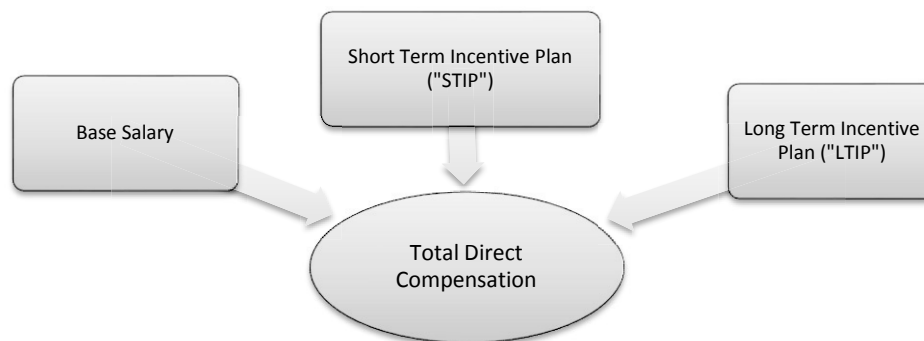 Short Term Incentive Plan
("STIP")
Base Salary
Long Term Incentive
Plan ("LTIP")
Total Direct
Compensation